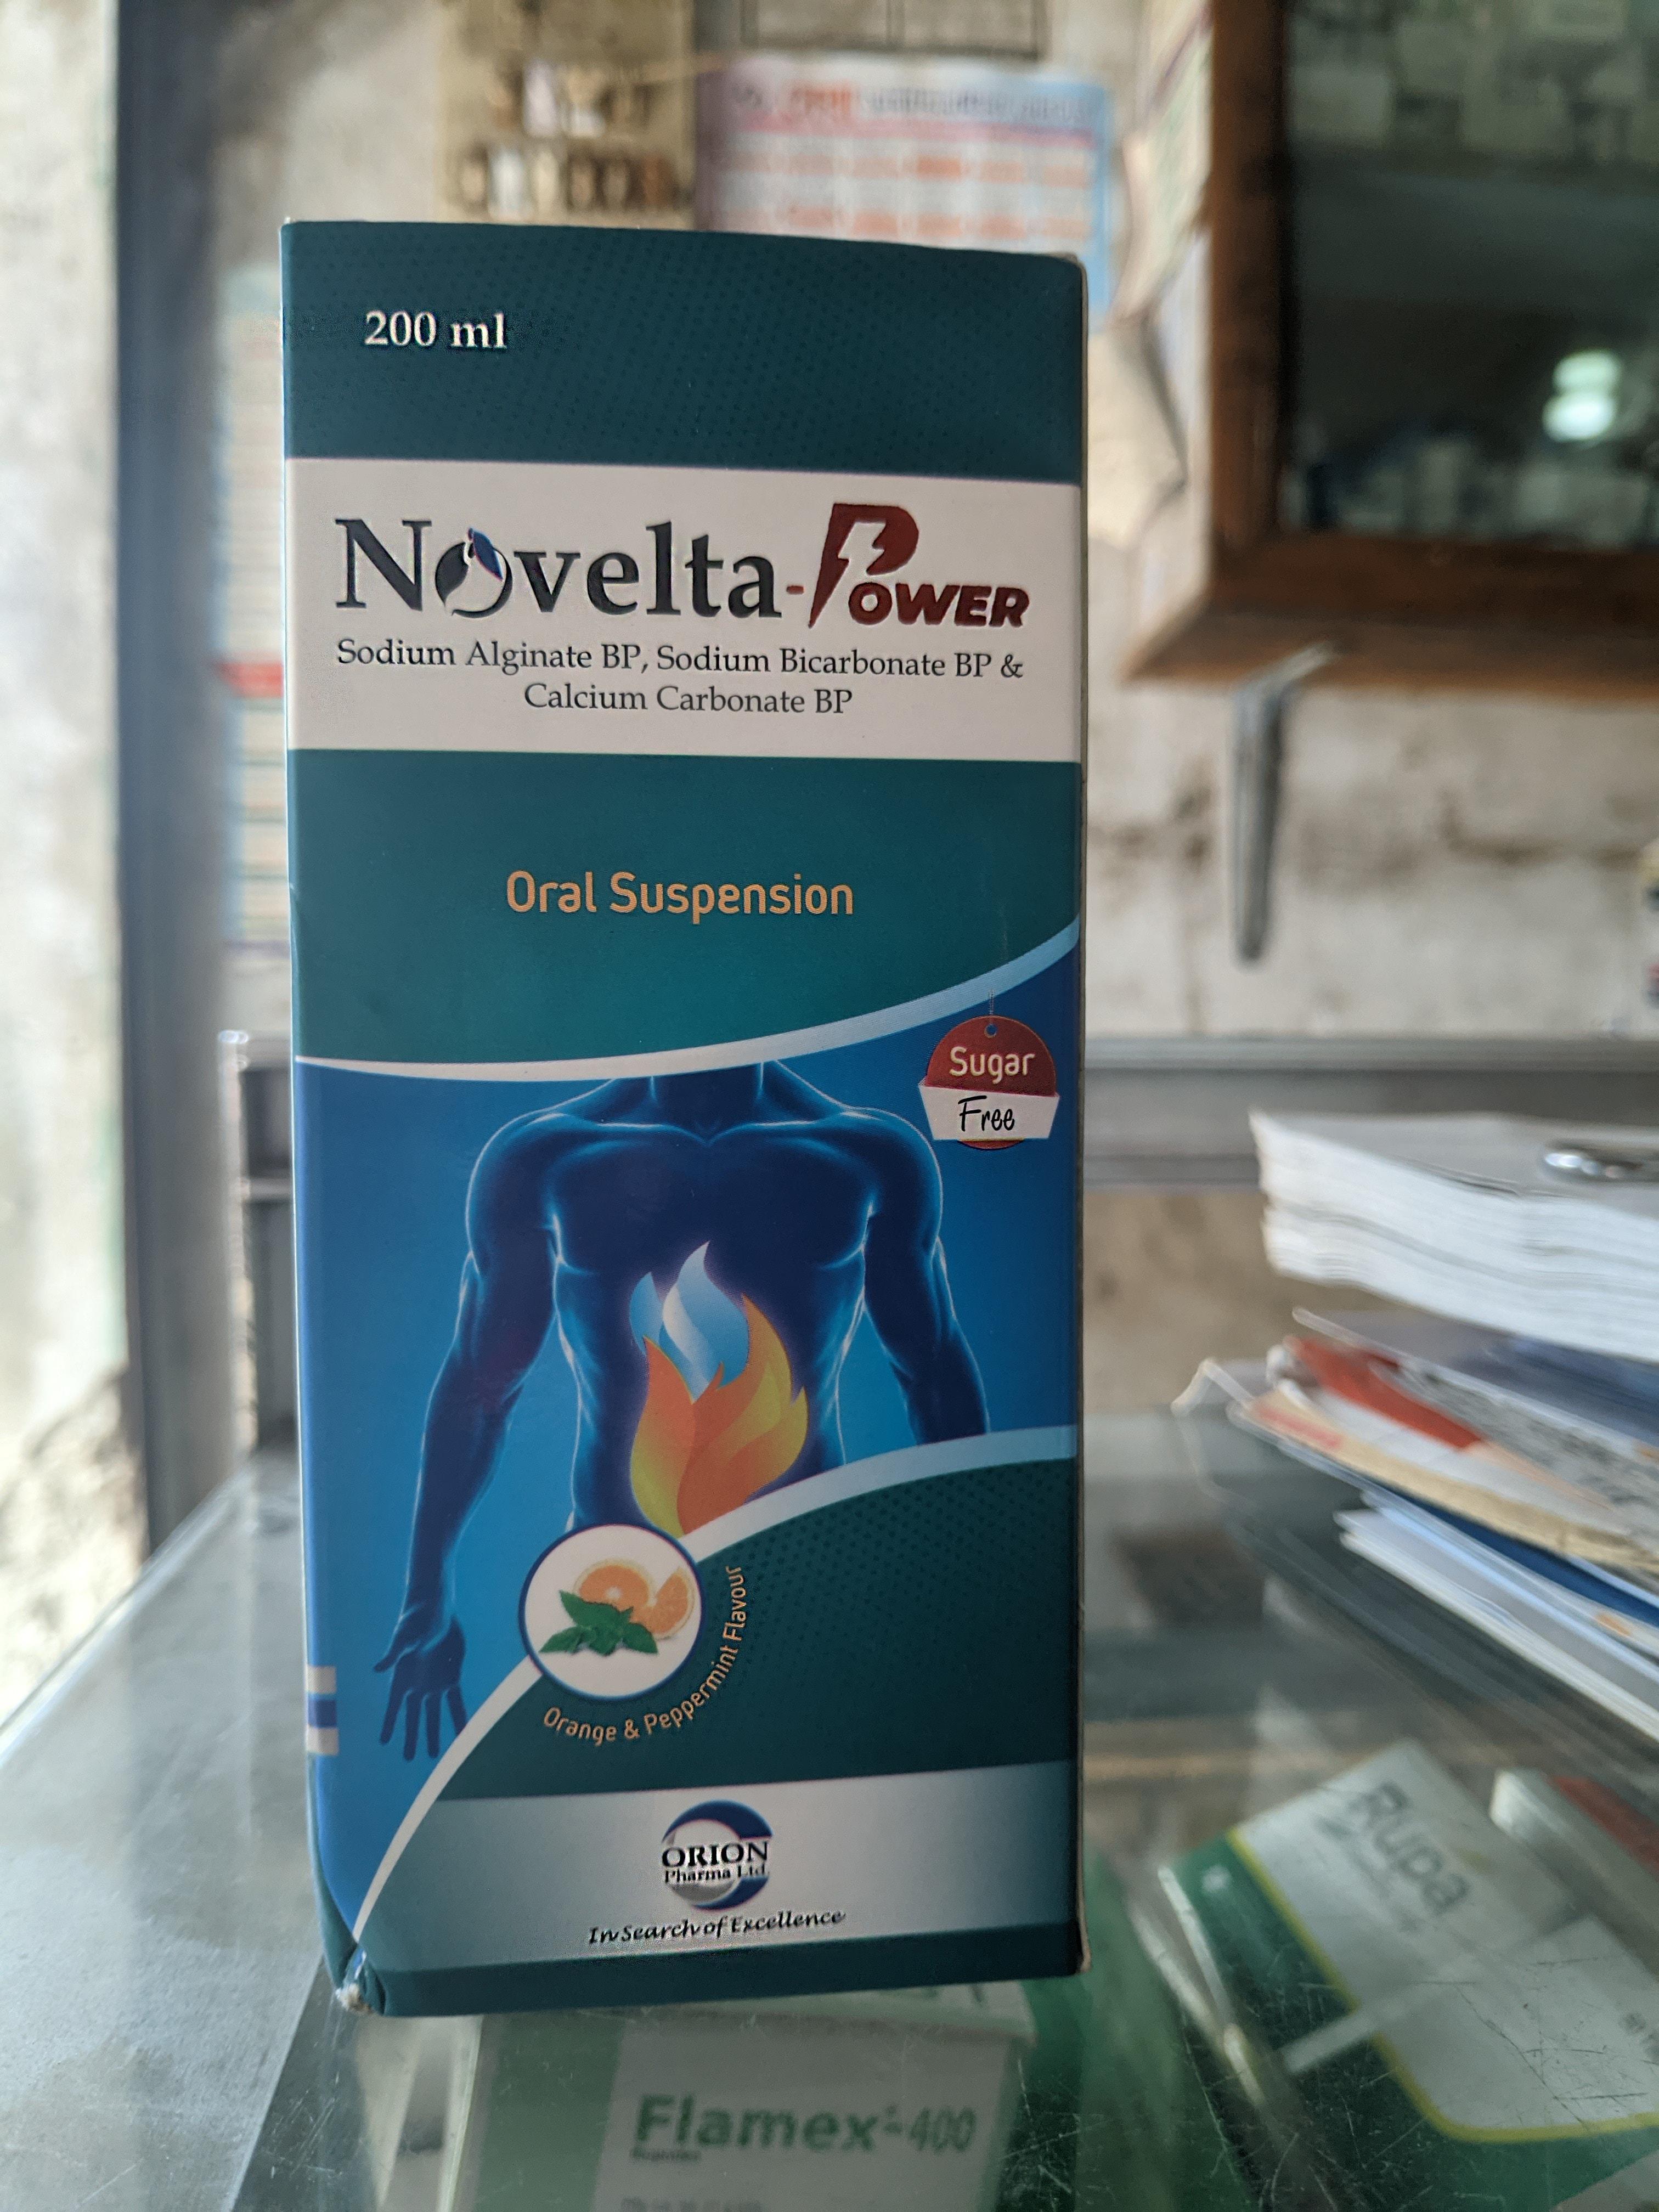 200 ml
Novelta-Power
Sodium Alginate BP, Sodium Bicarbonate BP &
Calcium Carbonate BP
Oral Suspension
Sugar
Free
Orange & Peppermint Flavour
ORION
Pharma Ltd.
In Search of Excellence
Rupa
Flamex-400